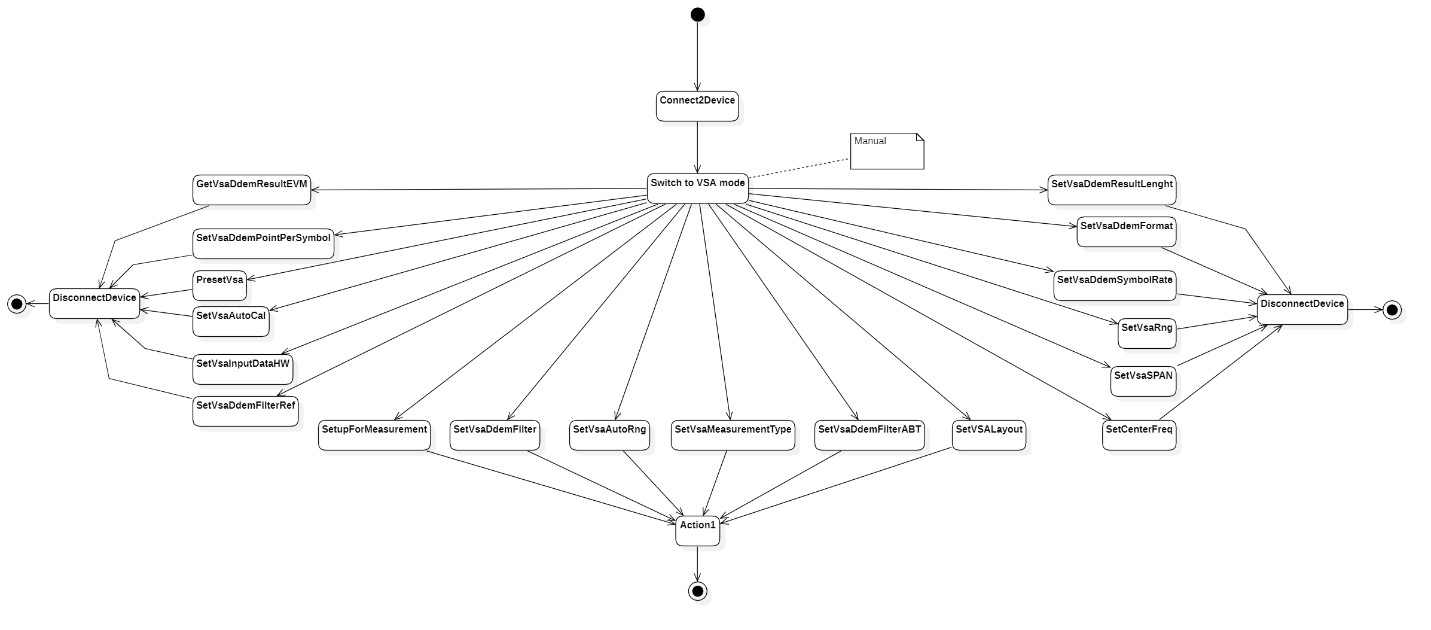 Connect2Device
Manual
Switch to VSA mode
GetVsaDdemResultEVM
SetVsaDdemResultLenght
SetVsaDdemFormat
SetVsaDdemPointPerSymbol
PresetVsa
SetVsaDdemSymbolRate
DisconnectDevice
DisconnectDevice
SetVsaAutoCal
SetVsaRng
SetVsaInputDataHW
SetVsaSPAN
SetVsaDdemFilterRef
SetupForMeasurement
SetVsaDdemFilter
SetVsaAutoRng
SetVsaMeasurementType
SetVsaDdemFilterABT
SetVSALayout
SetCenterFreq
Action1